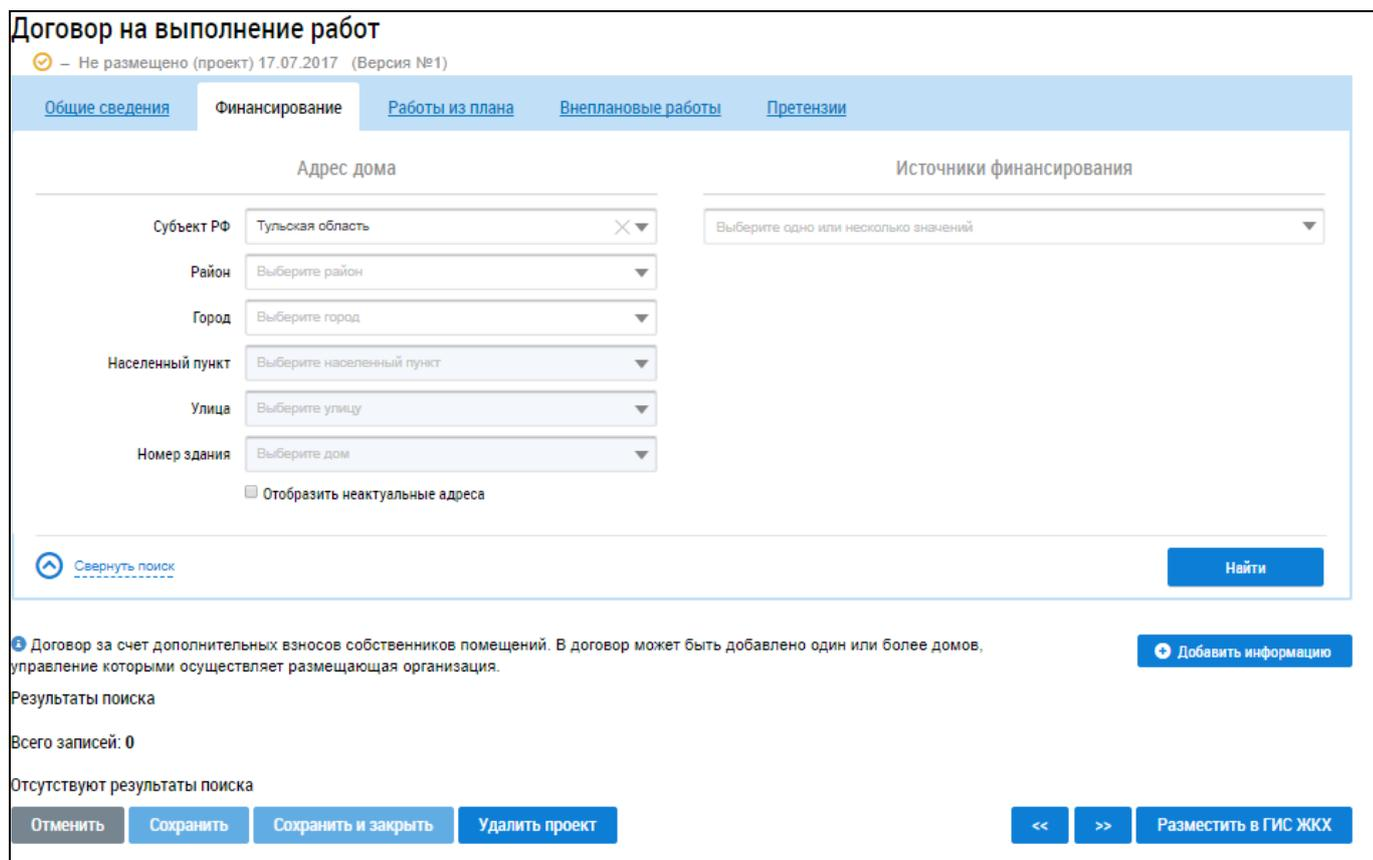 Договор на выполнение работ
– Не размещено (проект) 17.07.2017 (Версия №1)
Общие сведения Финансирование Работы из плана Внеплановые работы Претензии
Адрес дома Источники финансирования
Субъект РФ Тульская область Выберите одно или несколько значений
Район Выберите район
Город Выберите город
Населенный пункт Выберите населенный пункт
Улица Выберите улицу
Номер здания Выберите дом
Отобразить неактуальные адреса
Свернуть поиск Найти
Договор за счет дополнительных взносов собственников помещений. В договор может быть добавлено один или более домов,
управление которыми осуществляет размещающая организация.
Добавить информацию
Результаты поиска
Всего записей: 0
Отсутствуют результаты поиска
Отменить Сохранить Сохранить и закрыть Удалить проект << >> Разместить в ГИС ЖКХ